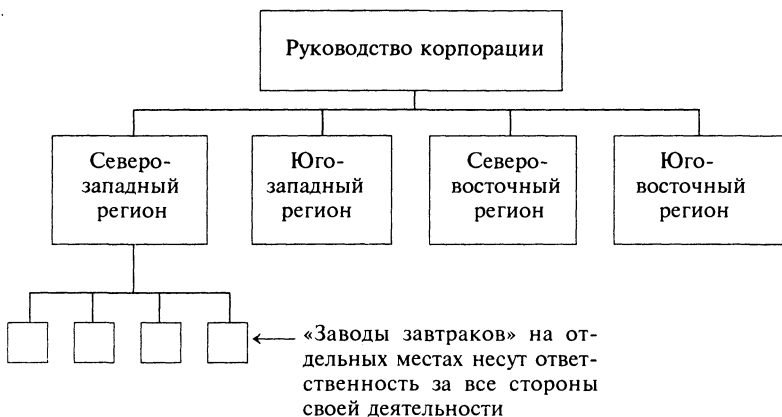 Руководство корпорации
Северо-
западный
регион
Юго-
западный
регион
Северо-
восточный
регион
Юго-
восточный
регион
«Заводы завтраков» на от-
дельных местах несут ответ-
ственность за все стороны
своей деятельности